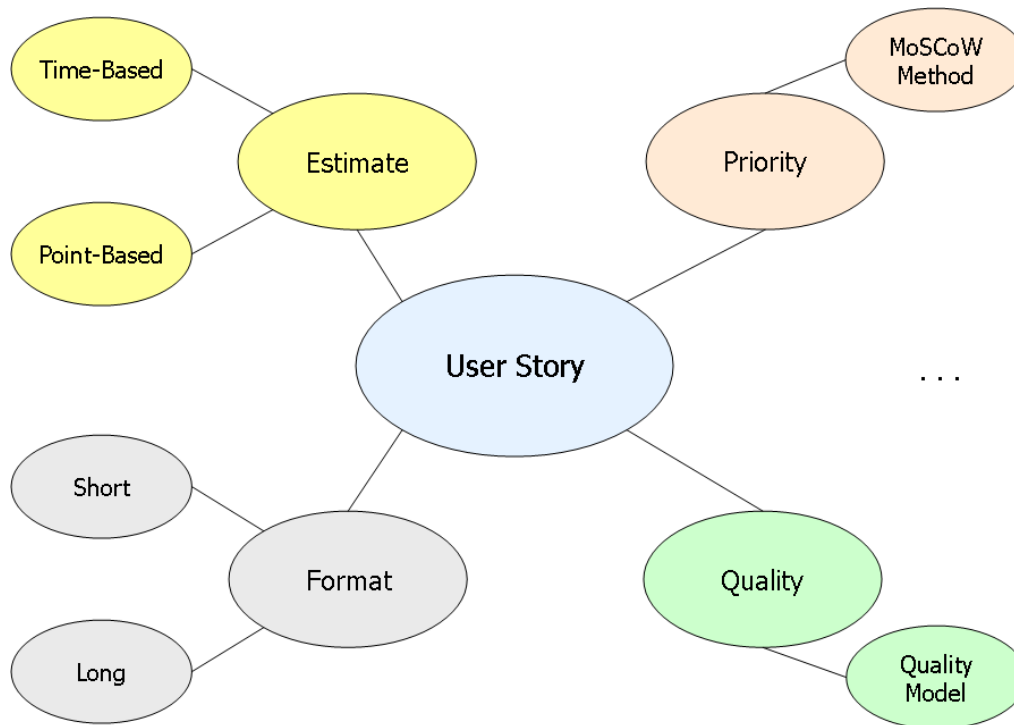 Time-Based
MoSCoW
Method
Estimate
Priority
Point-Based
User Story
. . .
Short
Format
Quality
Long
Quality
Model